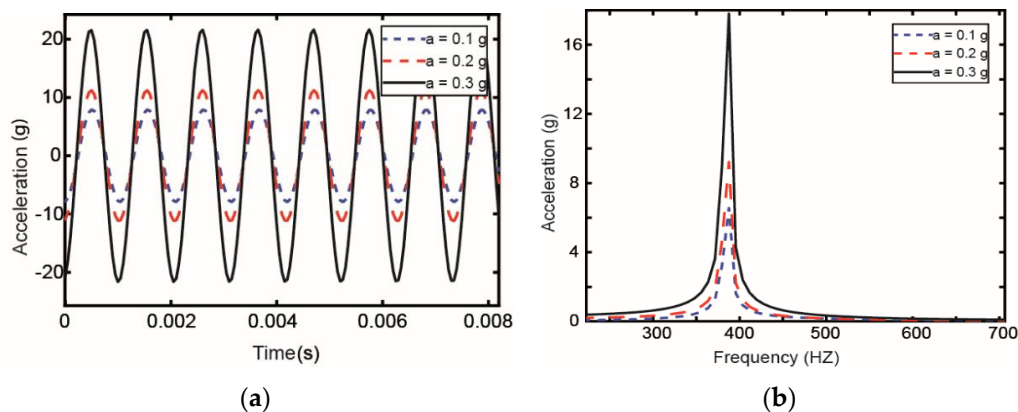 20
10
0
-10
-20
Acceleration (g)
0
0.002
0.004
0.006
0.008
Time(s)
a = 0.1 g
a = 0.2 g
a = 0.3 g
(a)
16
12
8
4
0
Acceleration (g)
300
400
500
600
700
Frequency (HZ)
a = 0.1 g
a = 0.2 g
a = 0.3 g
(b)